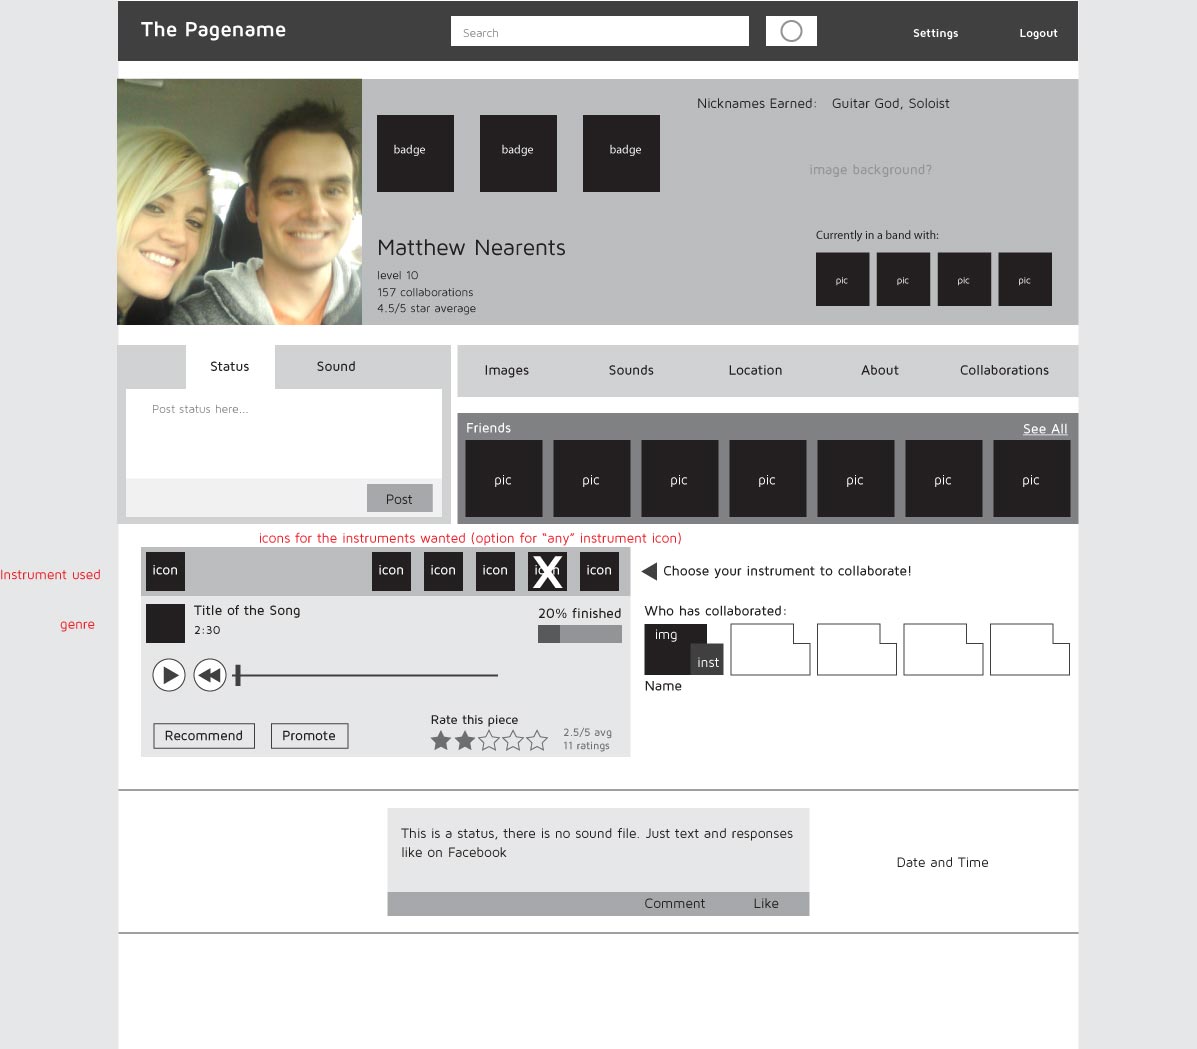 The Pagename
Search
Settings
Logout
Nicknames Earned: Guitar God, Soloist
badge
badge
badge
image background?
Matthew Nearents
level 10
157 collaborations
4.5/5 star average
Currently in a band with:
pic
pic
pic
pic
Status
Sound
Post status here...
Post
Images
Sounds
Location
About
Collaborations
Friends
See All
pic
pic
pic
pic
pic
pic
pic
icons for the instruments wanted (option for “any” instrument icon)
Instrument used
icon
icon
icon
icon
icon
X
icon
Choose your instrument to collaborate!
genre
Title of the Song
2:30
20% finished
Who has collaborated:
img
inst
Name
Recommend
Promote
Rate this piece
2.5/5 avg
11 ratings
This is a status, there is no sound file. Just text and responses
like on Facebook
Comment
Like
Date and Time